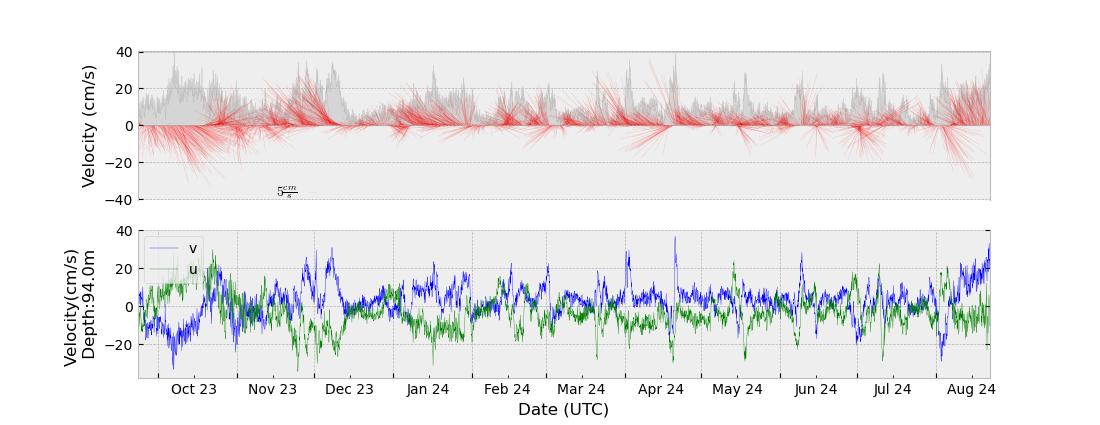 40
20
0
−20
−40
Velocity (cm/s)
5 cm/s
40
20
0
−20
Velocity(cm/s)
Depth:94.0m
v
u
Oct 23 Nov 23 Dec 23 Jan 24 Feb 24 Mar 24 Apr 24 May 24 Jun 24 Jul 24 Aug 24
Date (UTC)